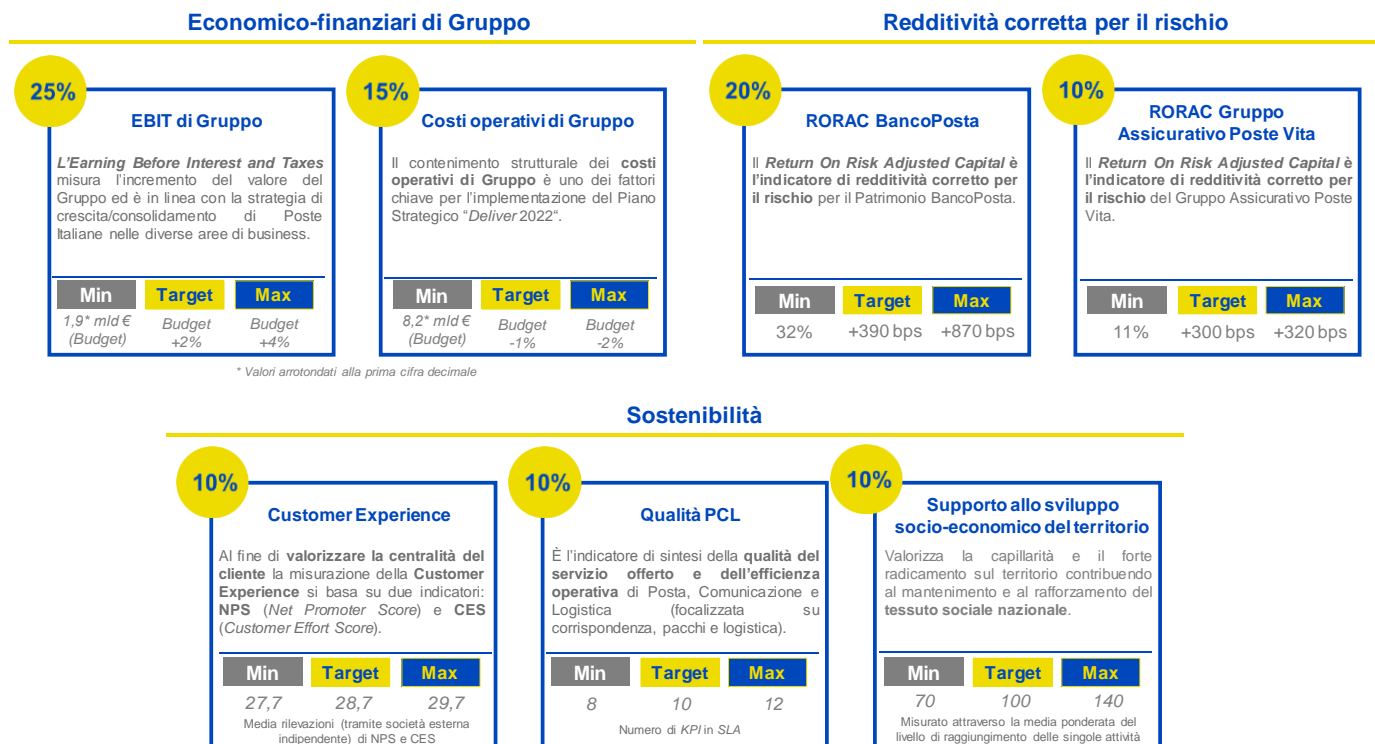 Economico-finanziari di Gruppo
25%
EBIT di Gruppo
L'Earning Before Interest and Taxes
misura l'incremento del valore del
Gruppo ed è in linea con la strategia di
crescita/consolidamento di Poste
Italiane nelle diverse aree di business.
Min Target Max
1,9* mld € Budget Budget
(Budget) +2% +4%
15%
Costi operativi di Gruppo
Il contenimento strutturale dei costi
operativi di Gruppo è uno dei fattori
chiave per l'implementazione del Piano
Strategico "Deliver 2022".
Min Target Max
8,2* mld € Budget Budget
(Budget) -1% -2%
* Valori arrotondati alla prima cifra decimale
Redditività corretta per il rischio
20%
RORAC BancoPosta
Il Return On Risk Adjusted Capital è
l'indicatore di redditività corretto per
il rischio per il Patrimonio BancoPosta.
Min Target Max
32% +390 bps +870 bps
10%
RORAC Gruppo
Assicurativo Poste Vita
Il Return On Risk Adjusted Capital è
l'indicatore di redditività corretto per
il rischio del Gruppo Assicurativo Poste
Vita.
Min Target Max
11% +300 bps +320 bps
Sostenibilità
10%
Customer Experience
Al fine di valorizzare la centralità del
cliente la misurazione della Customer
Experience si basa su due indicatori:
NPS (Net Promoter Score) e CES
(Customer Effort Score).
Min Target Max
27,7 28,7 29,7
Media rilevazioni (tramite società esterna
indipendente) di NPS e CES
10%
Qualità PCL
È l'indicatore di sintesi della qualità del
servizio offerto e dell'efficienza
operativa di Posta, Comunicazione e
Logistica (focalizzata su
corrispondenza, pacchi e logistica).
Min Target Max
8 10 12
Numero di KPI in SLA
10%
Supporto allo sviluppo
socio-economico del territorio
Valorizza la capillarità e il forte
radicamento sul territorio contribuendo
al mantenimento e al rafforzamento del
tessuto sociale nazionale.
Min Target Max
70 100 140
Misurato attraverso la media ponderata del
livello di raggiungimento delle singole attività